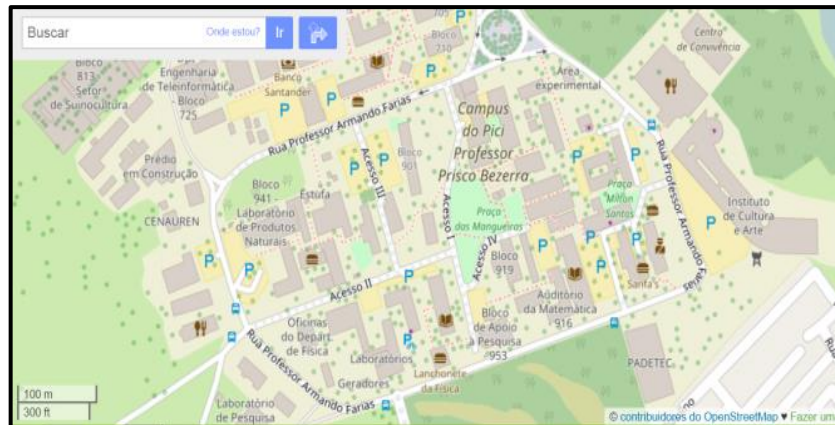 Buscar
Onde estou?
Ir
705
Bloco
710
Bloco
813 -
Setor
de Suinocultura
Engenharia
de Teleinformática
- Bloco
725
Banco
Santander
Centro
de Convivência
Área
experimental
Rua Professor Armando Farias
Campus
do Pici
Professor
Prisco Bezerra
Prédio
em Construção
Acesso III
Bloco
901
Bloco
941 -
Laboratório
de Produtos
Naturais
Estufa
CENAUREN
Acesso I
Praça
das Mangueiras
Praça
Milton
Santos
Rua Professor Armando Farias
Instituto
de Cultura
e Arte
Acesso IV
Bloco
919
Acesso II
Auditório
da Matemática
- 916
Bloco
de Apoio
à Pesquisa
- 953
Oficinas
do Depart.
de Física
Laboratórios
Geradores
Lanchonete
da Física
Rua Professor Armando Farias
Laboratório
de Pesquisa
PADETEC
100 m
300 ft
© contribuidores do OpenStreetMap ♥ Fazer um